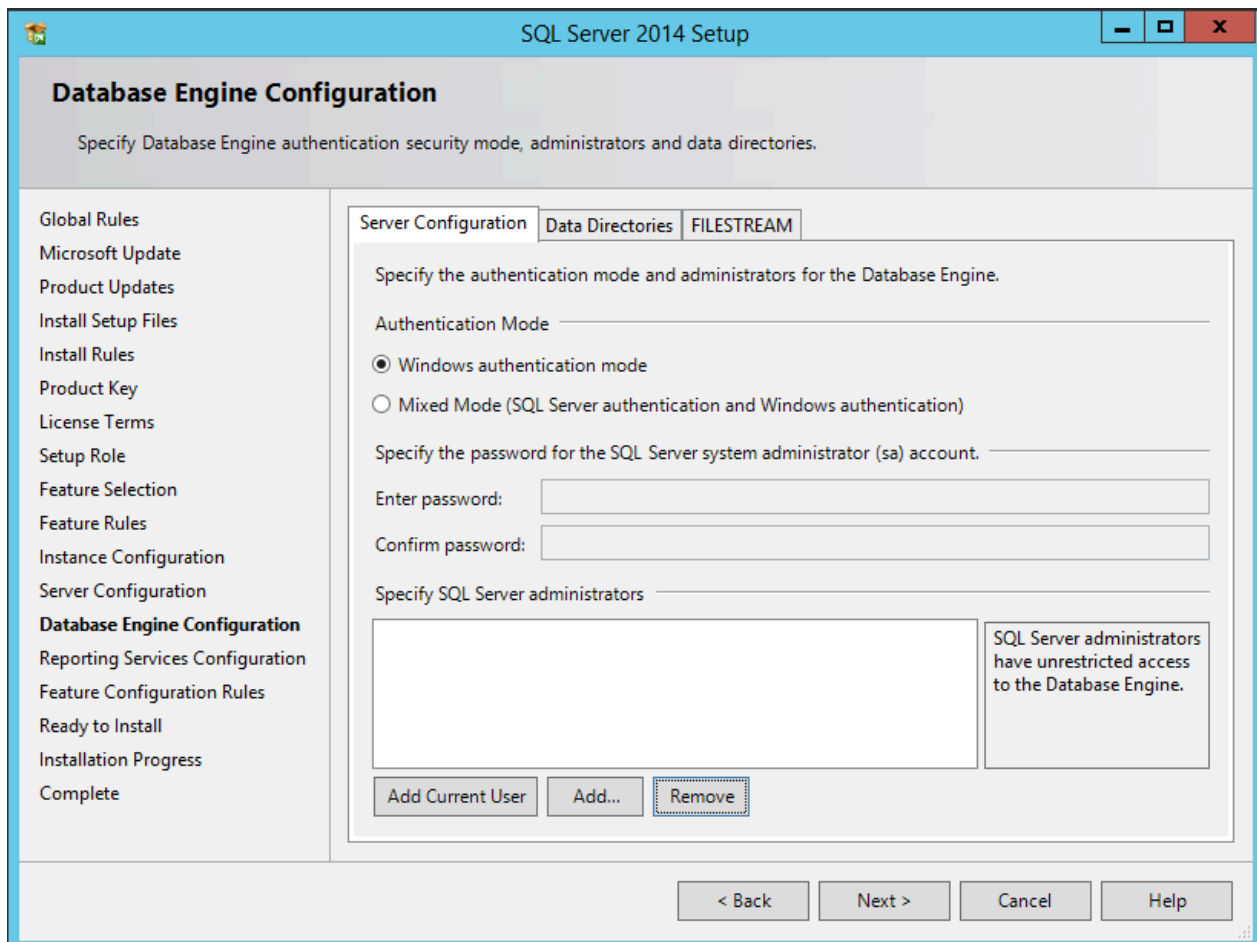 SQL Server 2014 Setup
Database Engine Configuration
Specify Database Engine authentication security mode, administrators and data directories.
Global Rules
Microsoft Update
Product Updates
Install Setup Files
Install Rules
Product Key
License Terms
Setup Role
Feature Selection
Feature Rules
Instance Configuration
Server Configuration
Database Engine Configuration
Reporting Services Configuration
Feature Configuration Rules
Ready to Install
Installation Progress
Complete
Server Configuration Data Directories FILESTREAM
Specify the authentication mode and administrators for the Database Engine.
Authentication Mode
Windows authentication mode
Mixed Mode (SQL Server authentication and Windows authentication)
Specify the password for the SQL Server system administrator (sa) account.
Enter password:
Confirm password:
Specify SQL Server administrators
SQL Server administrators
have unrestricted access
to the Database Engine.
Add Current User Add... Remove
< Back Next > Cancel Help